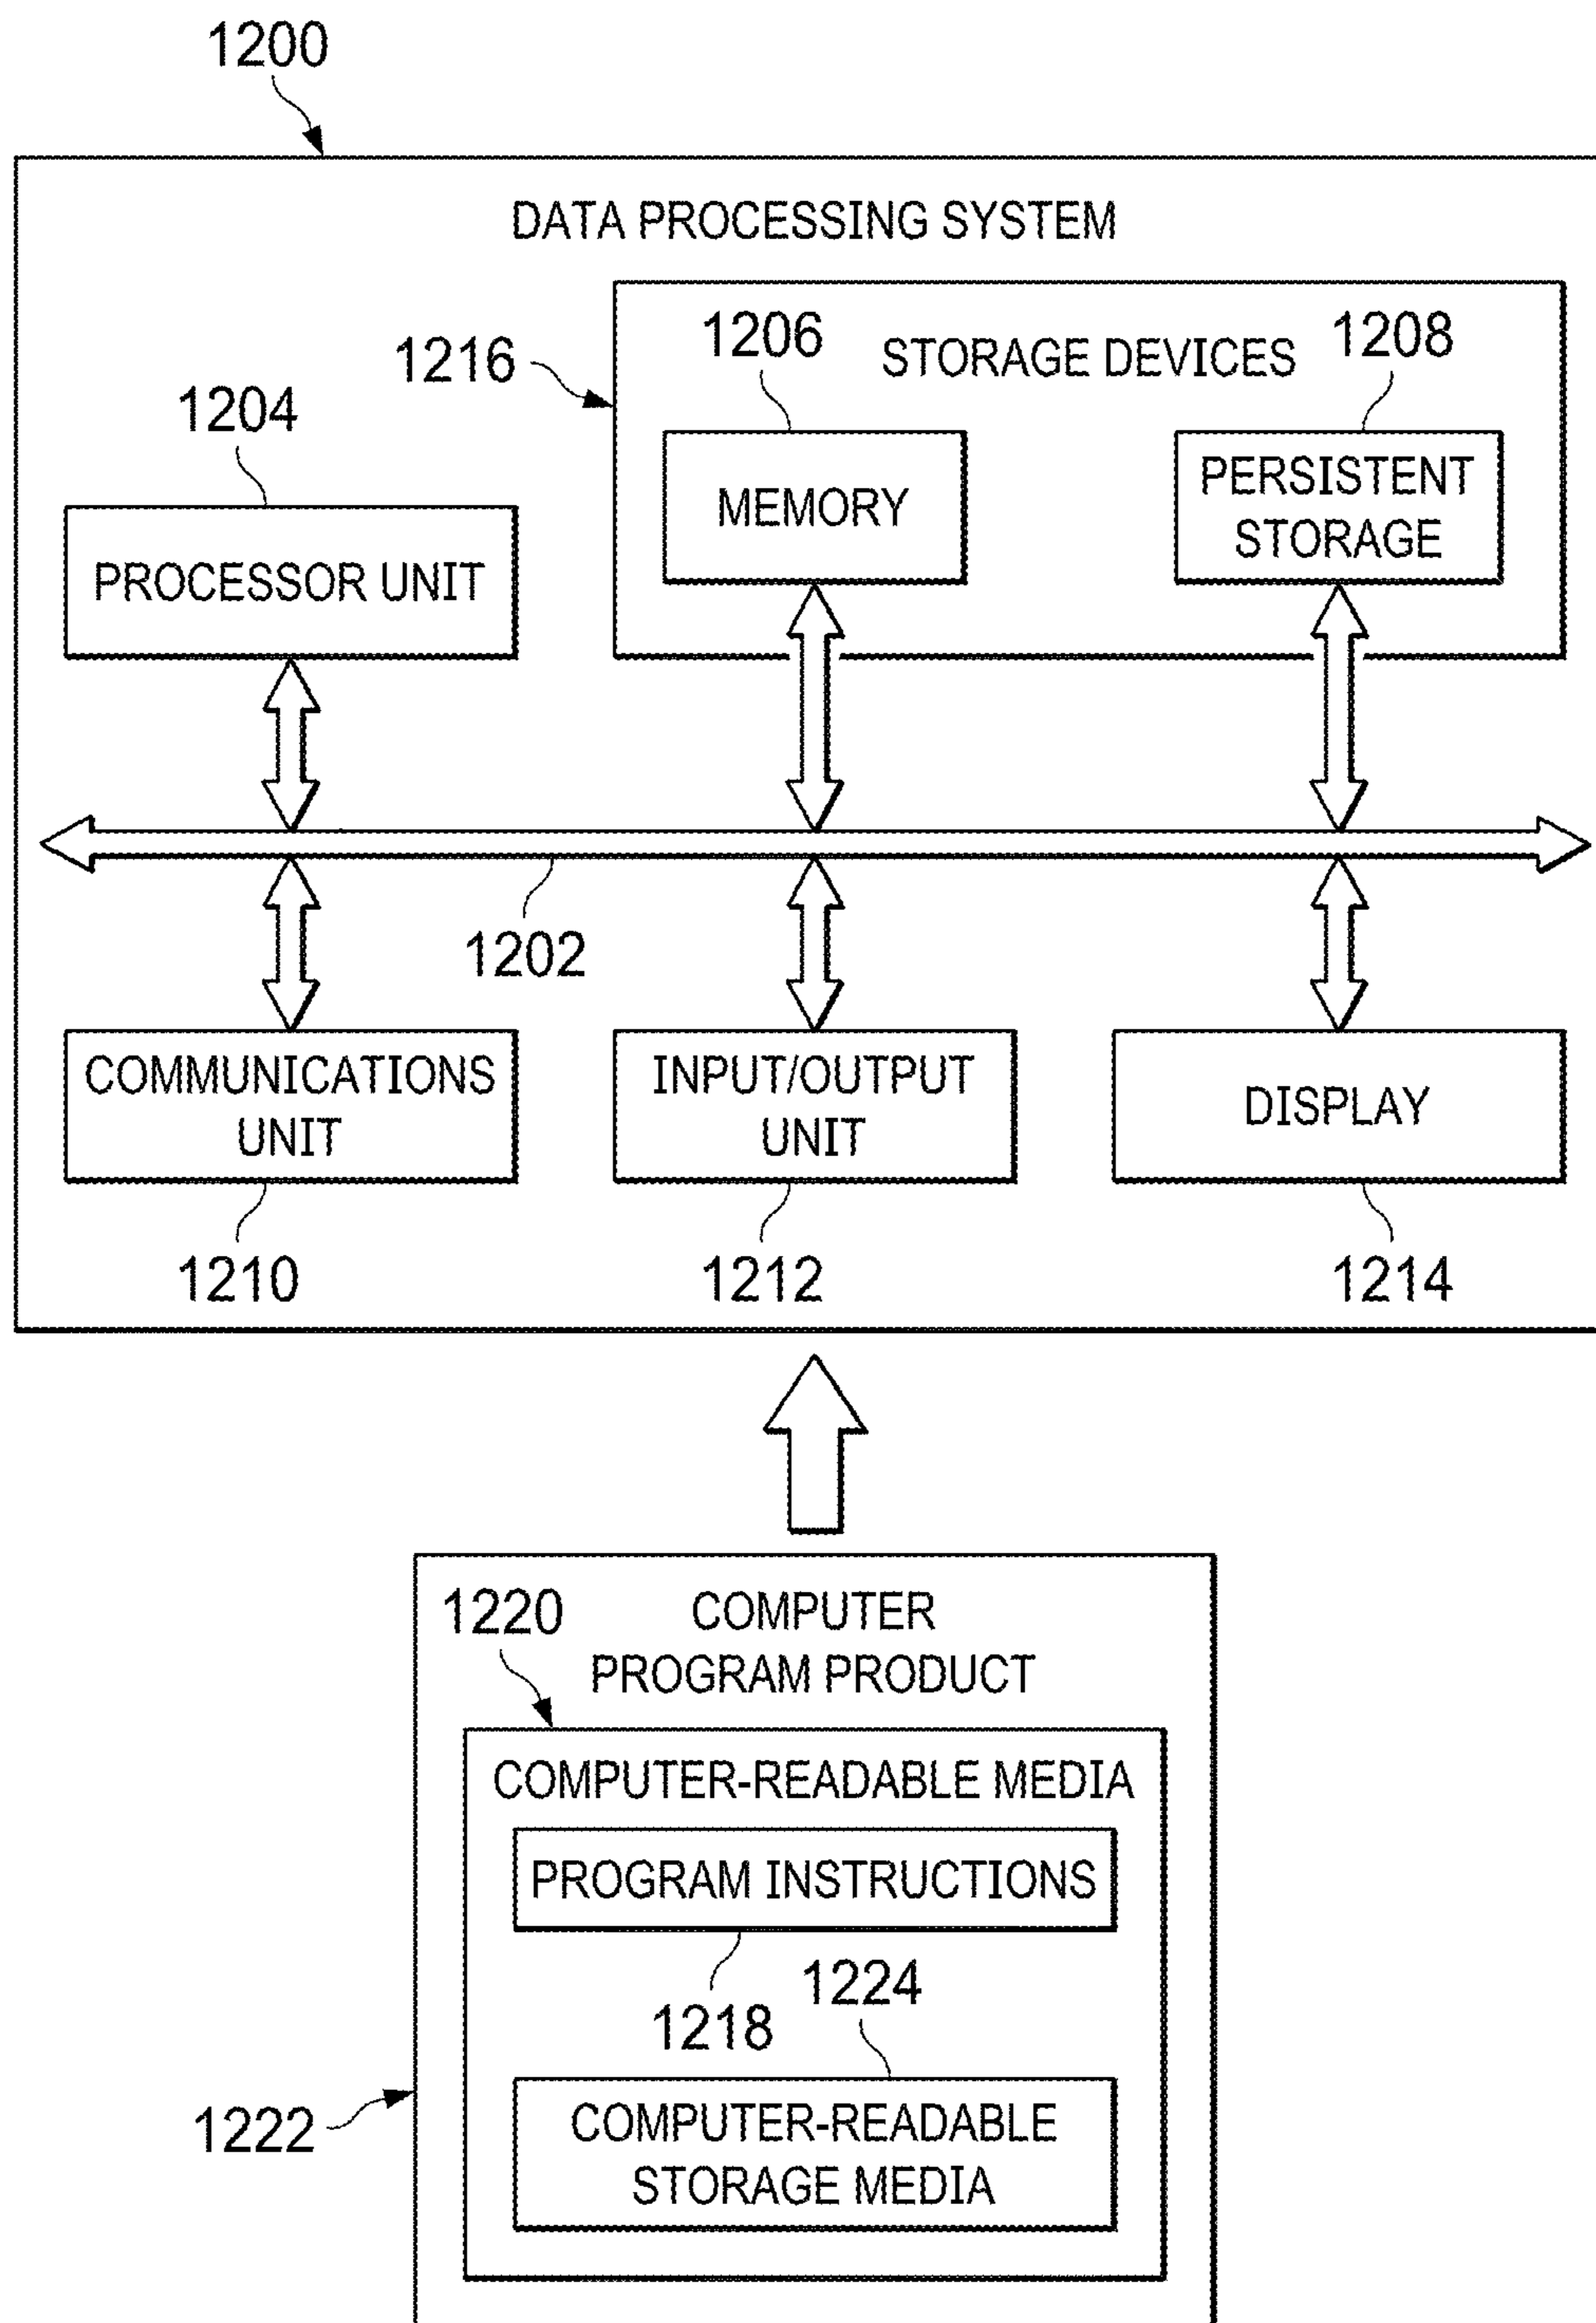 1200
DATA PROCESSING SYSTEM
1216
1206
STORAGE DEVICES
1208
1204
MEMORY
PERSISTENT
STORAGE
PROCESSOR UNIT
1202
COMMUNICATIONS
UNIT
INPUT/OUTPUT
UNIT
DISPLAY
1210
1212
1214
1220
COMPUTER
PROGRAM PRODUCT
COMPUTER-READABLE MEDIA
PROGRAM INSTRUCTIONS
1218
1224
1222
COMPUTER-READABLE
STORAGE MEDIA